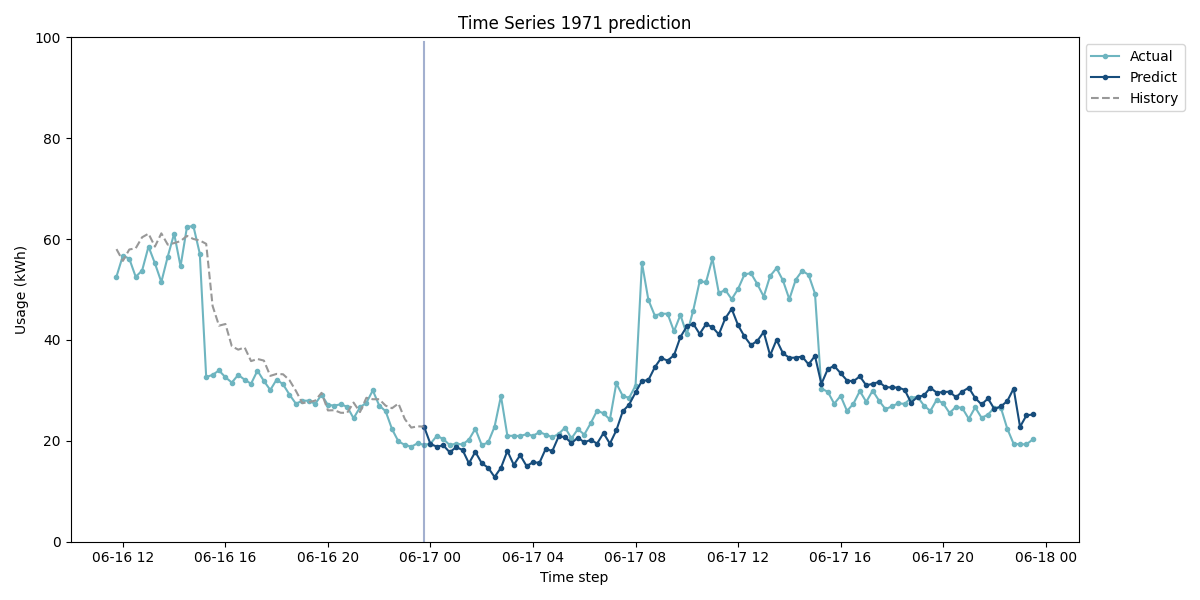 Time Series 1971 prediction
Usage (kWh)
100
80
60
40
20
0
06-16 12
06-16 16
06-16 20
06-17 00
06-17 04
06-17 08
06-17 12
06-17 16
06-17 20
06-18 00
Time step
Actual
Predict
History